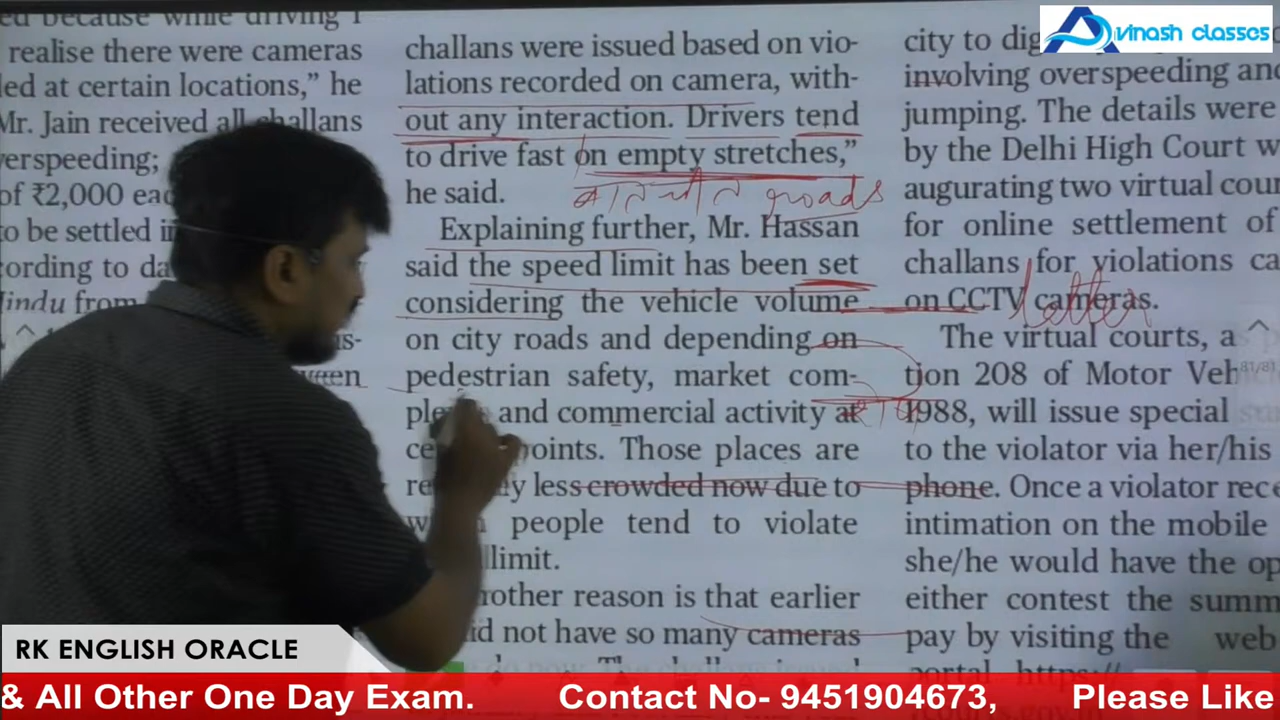 ed because while driving I
realise there were cameras
led at certain locations,” he
Mr. Jain received all challans
verspeeding;
of ₹2,000 eac
to be settled i
cording to da
Hindu from
challans were issued based on vio-
lations recorded on camera, with-
out any interaction. Drivers tend
to drive fast on empty stretches,”
he said.
roads
Explaining further, Mr. Hassan
said the speed limit has been set
considering the vehicle volume
on city roads and depending on
pedestrian safety, market com-
and commercial activity at
points. Those places are
less crowded now due to
people tend to violate
limit.
nother reason is that earlier
id not have so many cameras
city to dig
involving overspeeding and
jumping. The details were
by the Delhi High Court w
augurating two virtual cour
for online settlement of
challans for violations ca
on CCTV cameras.
letter
The virtual courts, a
tion 208 of Motor Veh
81/81
1988, will issue special
to the violator via her/his
phone. Once a violator rece
intimation on the mobile
she/he would have the op
either contest the summ
pay by visiting the web
portal https://
Avinash classes
RK ENGLISH ORACLE
& All Other One Day Exam. Contact No- 9451904673, Please Like